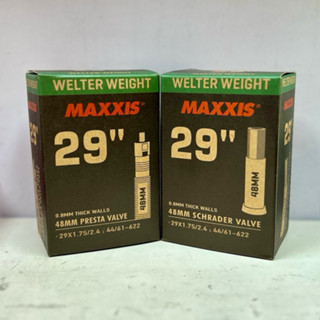 WELTER WEIGHT
MAXXIS
29"
48MM
0.8MM THICK WALLS
48MM PRESTA VALVE
29X1.75/2.4 ; 44/61-622
WELTER WEIGHT
MAXXIS
29"
48MM
0.8MM THICK WALLS
48MM SCHRADER VALVE
29X1.75/2.4 ; 44/61-622
29"